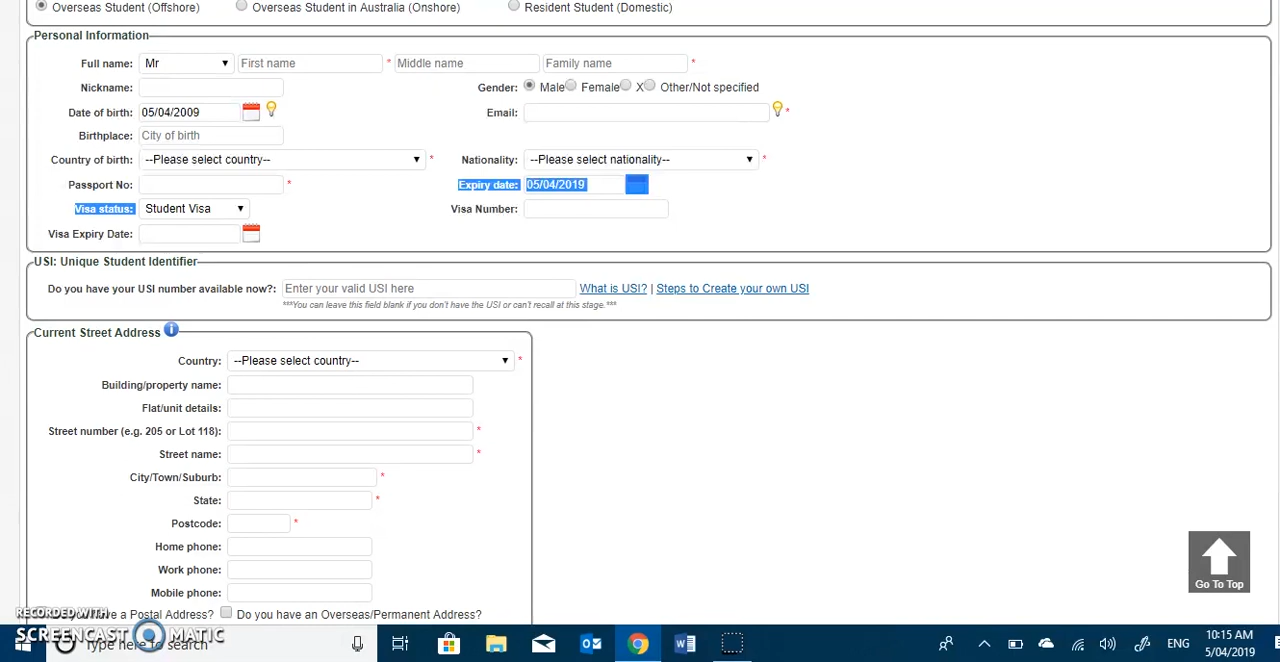 Overseas Student (Offshore) Overseas Student in Australia (Onshore) Resident Student (Domestic)
Personal Information
Full name: Mr First name * Middle name Family name *
Nickname: Gender: Male Female X Other/Not specified
Date of birth: 05/04/2009 Email: *
Birthplace: City of birth
Country of birth: --Please select country-- * Nationality: --Please select nationality-- *
Passport No: * Expiry date: 05/04/2019
Visa status: Student Visa Visa Number:
Visa Expiry Date:
USI: Unique Student Identifier
Do you have your USI number available now?: Enter your valid USI here What is USI? | Steps to Create your own USI
***You can leave this field blank if you don't have the USI or can't recall at this stage.***
Current Street Address
Country: --Please select country-- *
Building/property name:
Flat/unit details:
Street number (e.g. 205 or Lot 118): *
Street name: *
City/Town/Suburb: *
State: *
Postcode: *
Home phone:
Work phone:
Mobile phone:
Go To Top
have a Postal Address? Do you have an Overseas/Permanent Address?
RECORDED WITH
SCREENCAST MATIC
Type here to search
ENG
10:15 AM
5/04/2019